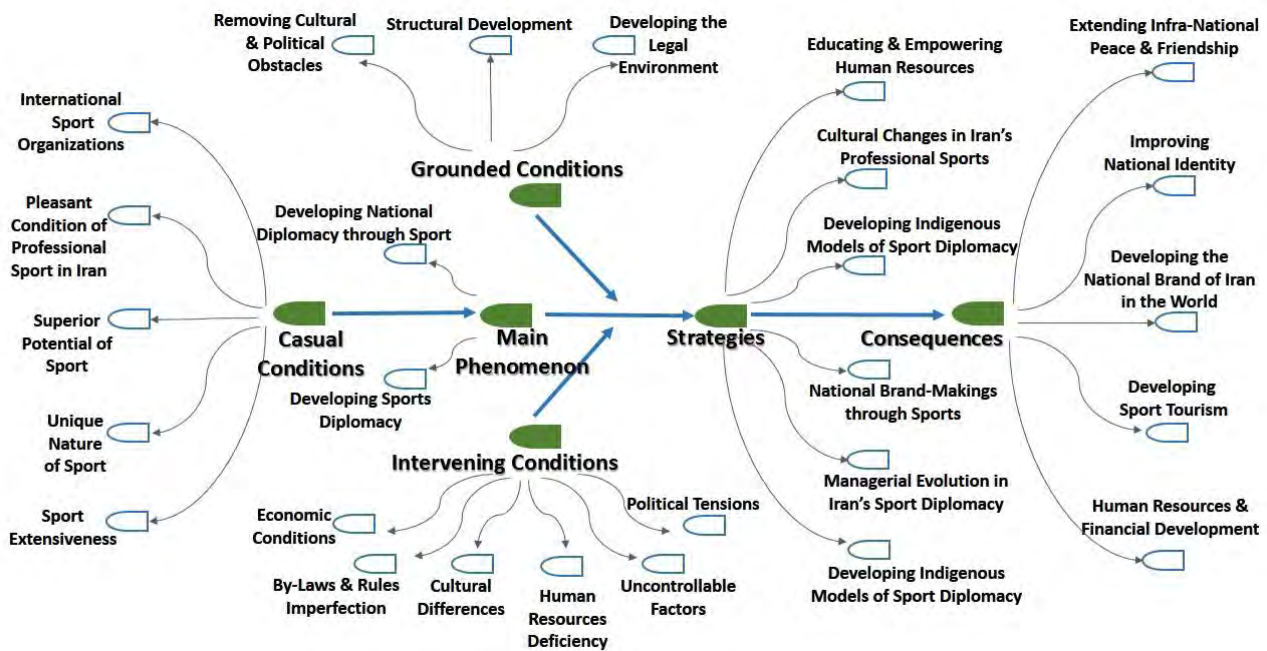 Removing Cultural
& Political
Obstacles
Structural Development
Developing the
Legal
Environment
Grounded Conditions
International
Sport
Organizations
Pleasant
Condition of
Professional
Sport in Iran
Superior
Potential of
Sport
Unique
Nature
of Sport
Sport
Extensiveness
Casual
Conditions
Developing National
Diplomacy through Sport
Main
Phenomenon
Developing Sports
Diplomacy
Intervening Conditions
Economic
Conditions
By-Laws & Rules
Imperfection
Cultural
Differences
Human
Resources
Deficiency
Uncontrollable
Factors
Political Tensions
Educating & Empowering
Human Resources
Cultural Changes in Iran's
Professional Sports
Developing Indigenous
Models of Sport Diplomacy
Strategies
National Brand-Makings
through Sports
Managerial Evolution in
Iran's Sport Diplomacy
Developing Indigenous
Models of Sport Diplomacy
Extending Infra-National
Peace & Friendship
Improving
National Identity
Developing the
National Brand of Iran
in the World
Consequences
Developing
Sport Tourism
Human Resources &
Financial Development